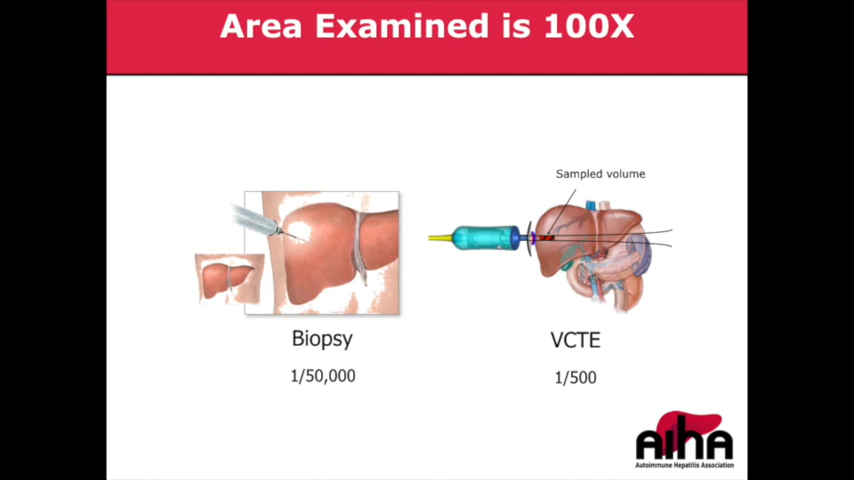 Area Examined is 100X
Sampled volume
Biopsy
VCTE
1/50,000
1/500
AIHA
Autoimmune Hepatitis Association